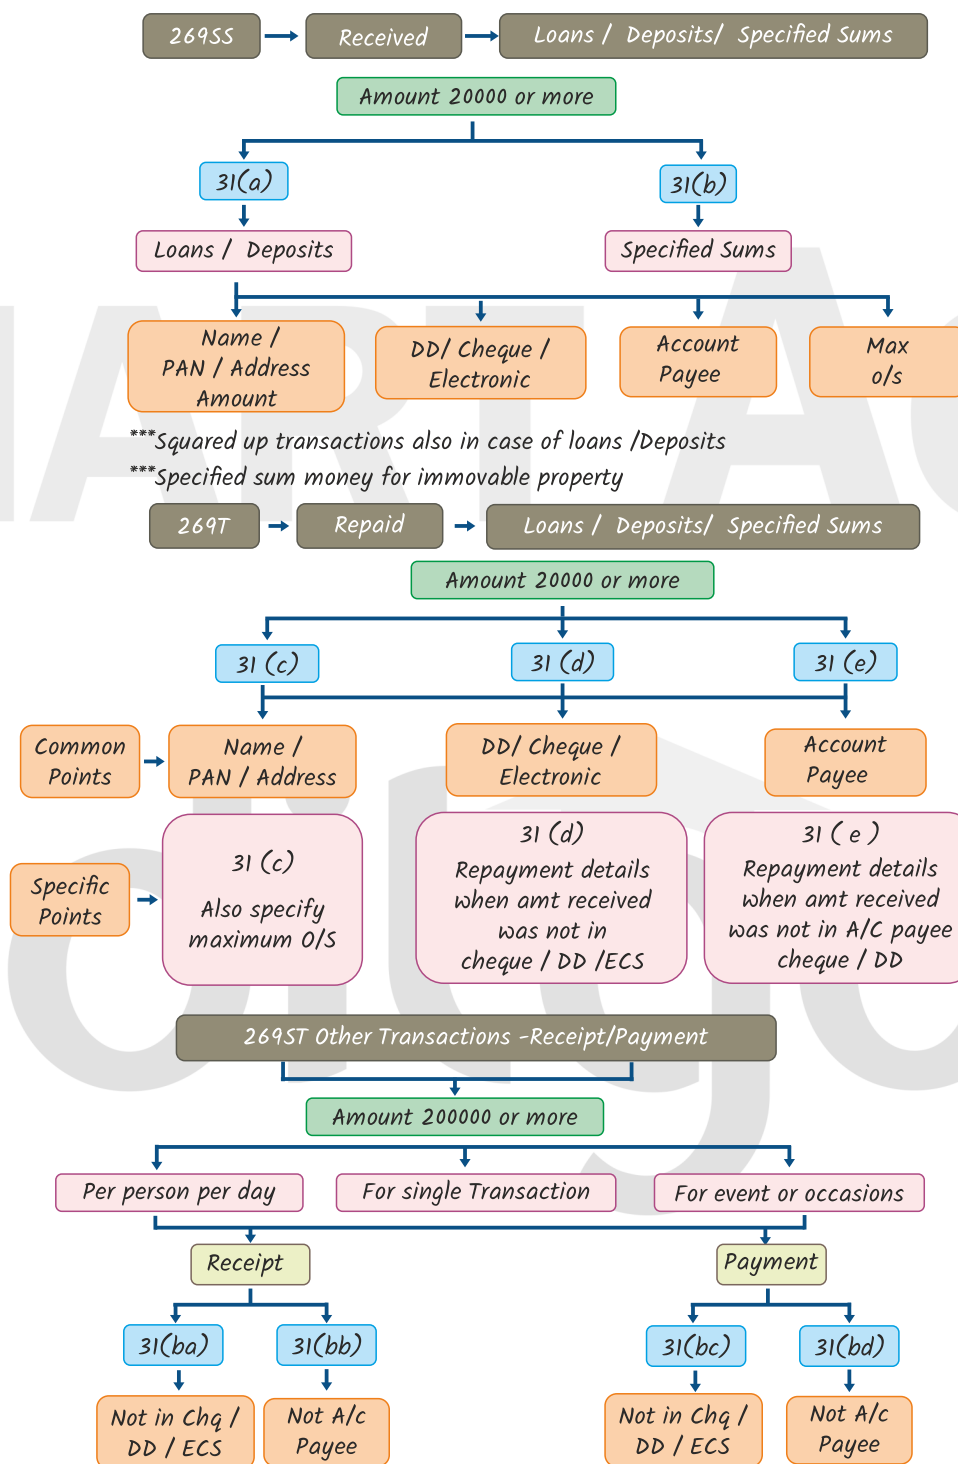 269SS Received Loans / Deposits/ Specified Sums
Amount 20000 or more
31(a) 31(b)
Loans / Deposits Specified Sums
Name /
PAN / Address
Amount
DD/ Cheque /
Electronic
Account
Payee
Max
o/s
***Squared up transactions also in case of loans /Deposits
***Specified sum money for immovable property
269T Repaid Loans / Deposits/ Specified Sums
Amount 20000 or more
31 (c) 31 (d) 31 (e)
Common
Points
Name /
PAN / Address
DD/ Cheque /
Electronic
Account
Payee
Specific
Points
31 (c)
Also specify
maximum O/S
31 (d)
Repayment details
when amt received
was not in
cheque / DD /ECS
31 ( e )
Repayment details
when amt received
was not in A/C payee
cheque / DD
269ST Other Transactions -Receipt/Payment
Amount 200000 or more
Per person per day For single Transaction For event or occasions
Receipt Payment
31(ba) 31(bb) 31(bc) 31(bd)
Not in Chq /
DD / ECS
Not A/c
Payee
Not in Chq /
DD / ECS
Not A/c
Payee